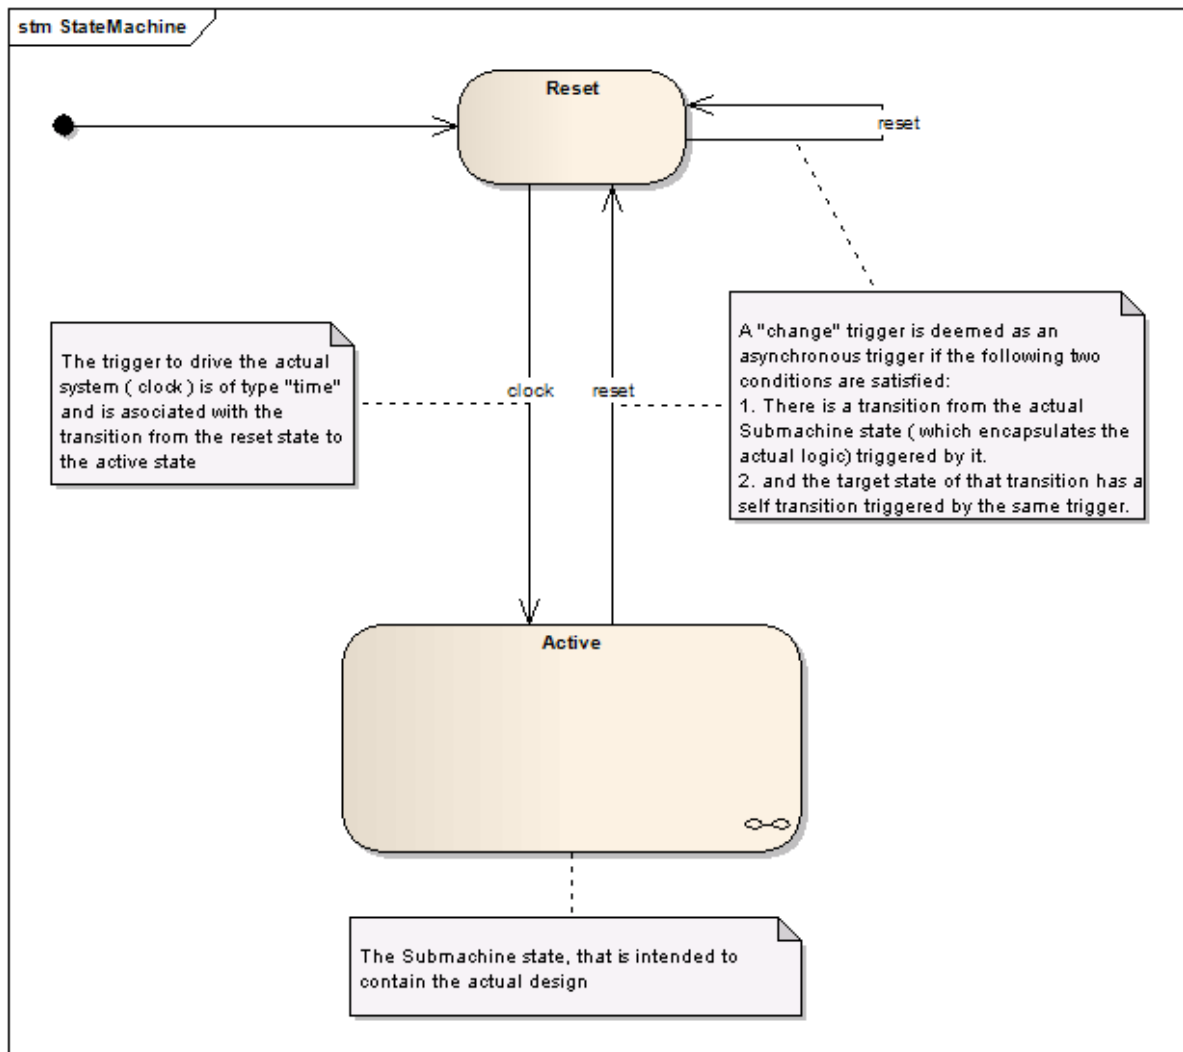 stm StateMachine
Reset
reset
The trigger to drive the actual
system ( clock ) is of type "time"
and is asociated with the
transition from the reset state to
the active state
clock
reset
A "change" trigger is deemed as an
asynchronous trigger if the following two
conditions are satisfied:
1. There is a transition from the actual
Submachine state ( which encapsulates the
actual logic) triggered by it.
2. and the target state of that transition has a
self transition triggered by the same trigger.
Active
The Submachine state, that is intended to
contain the actual design